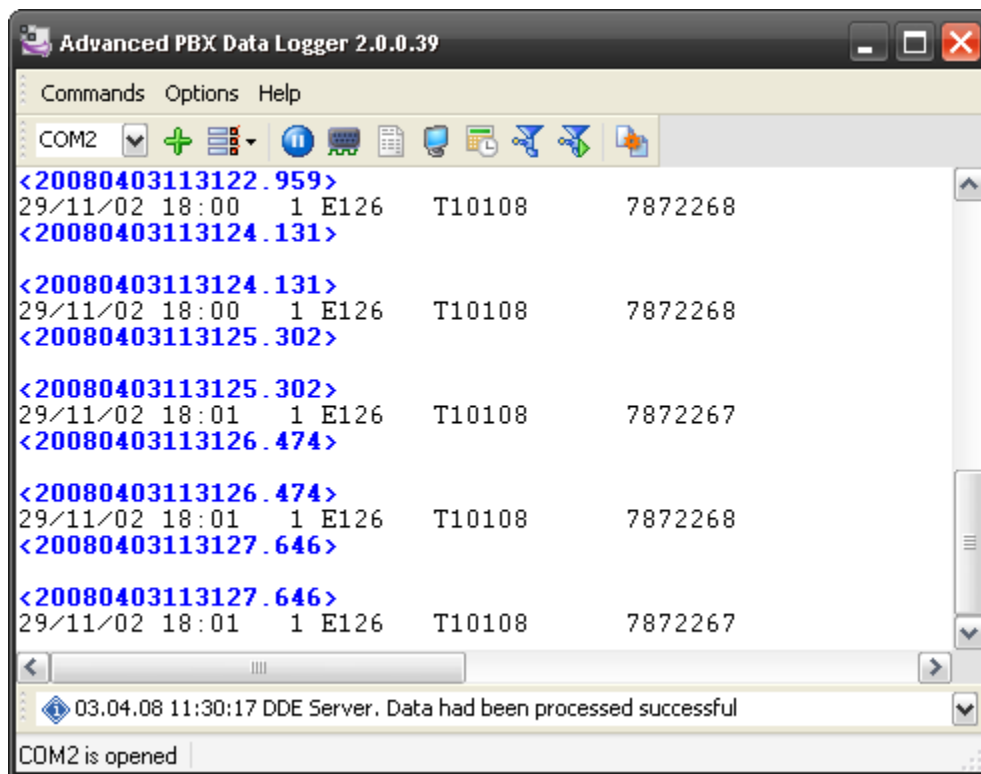 Advanced PBX Data Logger 2.0.0.39
Commands Options Help
COM2
<20080403113122.959>
29/11/02 18:00 1 E126 T10108 7872268
<20080403113124.131>
<20080403113124.131>
29/11/02 18:00 1 E126 T10108 7872268
<20080403113125.302>
<20080403113125.302>
29/11/02 18:01 1 E126 T10108 7872267
<20080403113126.474>
<20080403113126.474>
29/11/02 18:01 1 E126 T10108 7872268
<20080403113127.646>
<20080403113127.646>
29/11/02 18:01 1 E126 T10108 7872267
03.04.08 11:30:17 DDE Server. Data had been processed successful
COM2 is opened